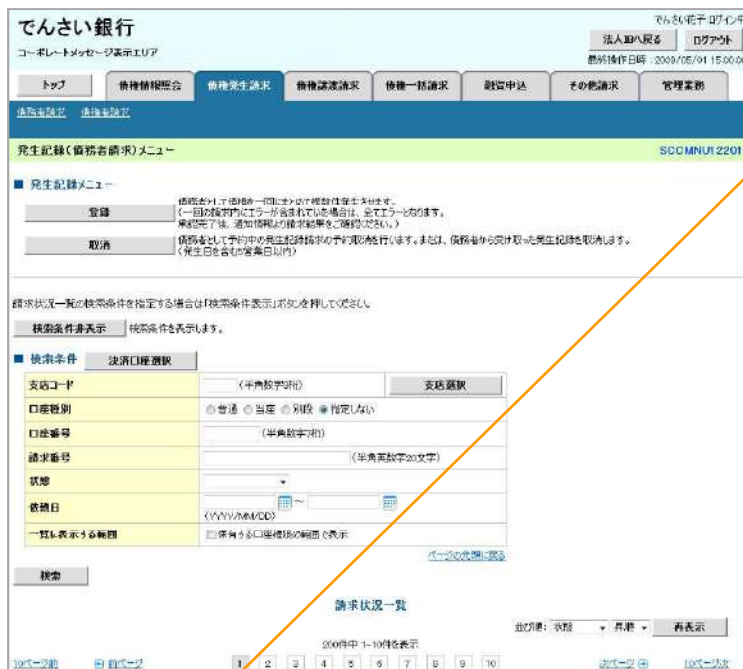 でんさい花子 ログイン中
でんさい銀行
法人IBへ戻る ログアウト
コーポレートメッセージ表示エリア
最終操作日時：2009/05/01 15:00:00
トップ 債権情報照会 債権発生請求 債権譲渡請求 債権一括請求 融資申込 その他請求 管理業務
債務者請求 債権者請求
発生記録(債務者請求)メニュー SCCMNU12201
■ 発生記録メニュー
登録
債務者として債権を一回にまとめて複数件発生させます。
(一回の請求内にエラーが含まれていた場合は、全てエラーとなります。
承認完了は、通知情報より請求結果をご確認ください。)
取消
債務者として予約中の発生記録請求の予約取消を行います。または、債務者から受け取った発生記録を取消します。
(発生日を含む5営業日以内)
請求状況一覧の検索条件を指定する場合は「検索条件表示」ボタンを押してください。
検索条件非表示 検索条件を表示します。
■ 検索条件 決済口座選択
支店コード (半角数字3桁) 支店選択
口座種別 普通 当座 別段 指定しない
口座番号 (半角数字7桁)
請求番号 (半角英数字20文字)
状態
依頼日 ～
(YYYY/MM/DD)
一覧に表示する範囲 保有する口座権限の範囲で表示
ページの先頭に戻る
検索
請求状況一覧
並び順: 状態 昇順 再表示
200件中 1-10件を表示
10ページ前 前ページ 1 2 3 4 5 6 7 8 9 10 次ページ 10ページ次